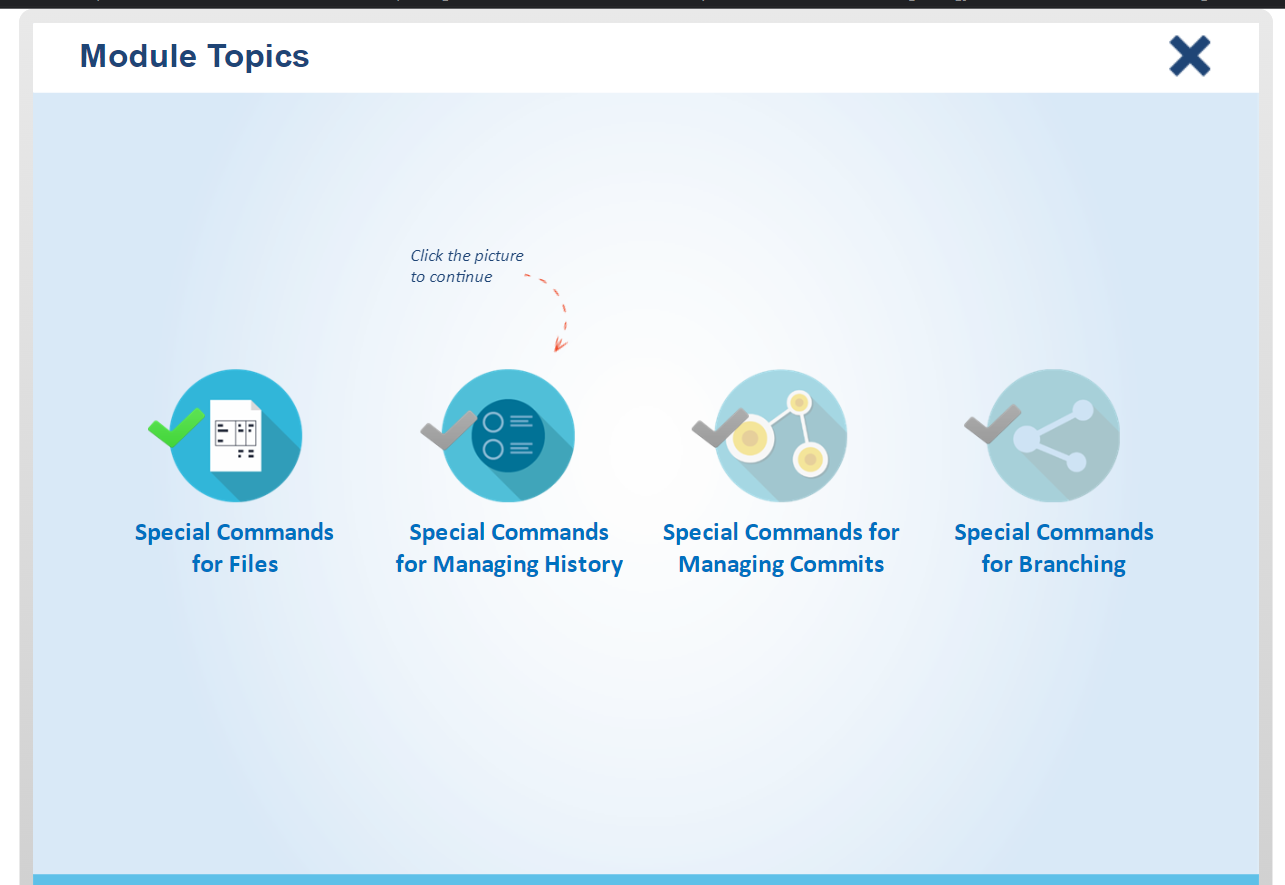 Module Topics
Click the picture
to continue
Special Commands
for Files
Special Commands
for Managing History
Special Commands for
Managing Commits
Special Commands
for Branching